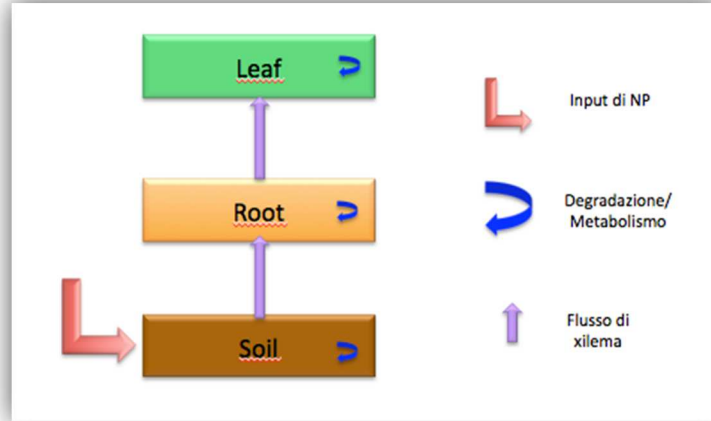 Leaf
Root
Soil
Input di NP
Degradazione/
Metabolismo
Flusso di
xilema